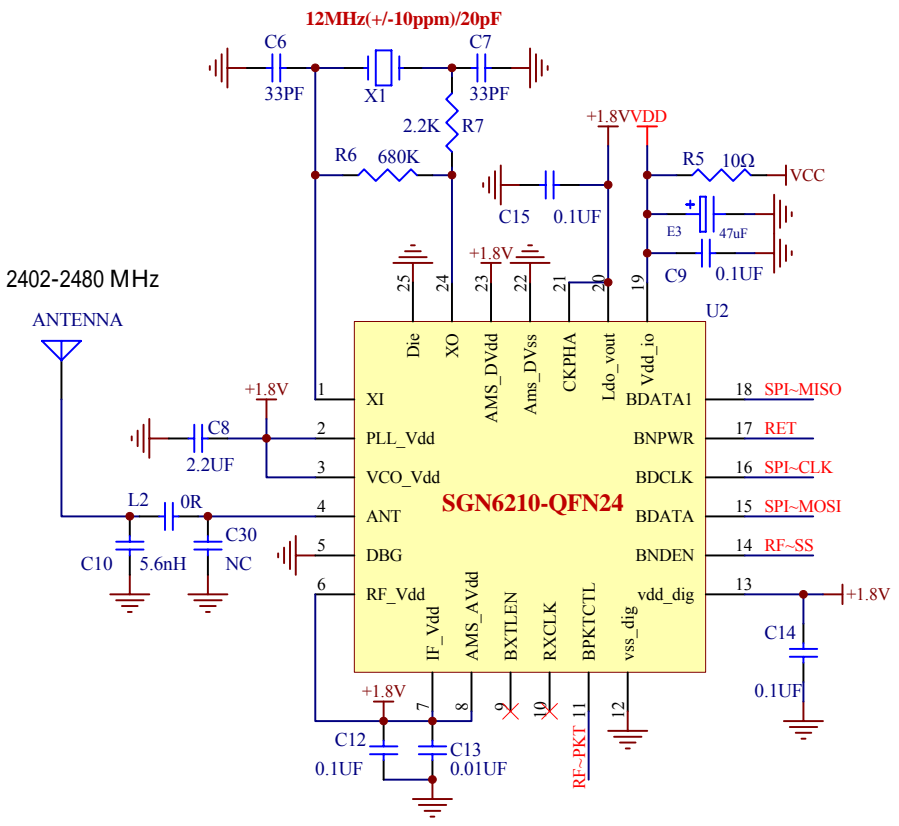 12MHz(+/-10ppm)/20pF
C6
C7
33PF
X1
33PF
2.2K
R7
R6
680K
+1.8V
VDD
R5
10Ω
VCC
C15
0.1UF
E3
+
47uF
C9
0.1UF
+1.8V
25
24
23
22
21
20
19
2402-2480 MHz
ANTENNA
U2
Die
XO
AMS_DVdd
Ams_DVss
CKPHA
Ldo_vout
Vdd_io
1
XI
BDATA1
18
SPI~MISO
+1.8V
C8
2.2UF
2
PLL_Vdd
BNPWR
17
RET
3
VCO_Vdd
BDCLK
16
SPI~CLK
SGN6210-QFN24
L2
0R
4
ANT
BDATA
15
SPI~MOSI
C30
NC
C10
5.6nH
5
DBG
BNDEN
14
RF~SS
6
RF_Vdd
vdd_dig
13
+1.8V
IF_Vdd
AMS_AVdd
BXTLEN
RXCLK
BPKTCTL
vss_dig
C14
0.1UF
+1.8V
7
8
9
10
11
12
RF~PKT
C12
0.1UF
C13
0.01UF